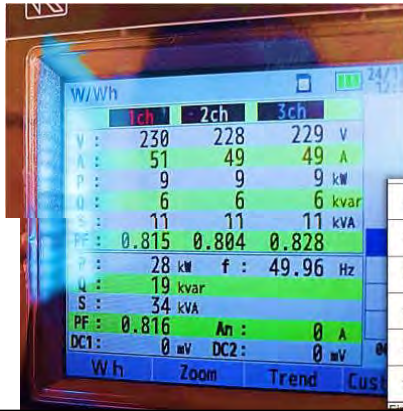 W/Wh
24/1
1ch 2ch 3ch
V : 230 228 229 V
A : 51 49 49 A
P : 9 9 9 kW
Q : 6 6 6 kvar
S : 11 11 11 kVA
PF : 0.815 0.804 0.828
P : 28 kW f : 49.96 Hz
Q : 19 kvar
S : 34 kVA
PF : 0.816 An : 0 A
DC1 : 0 mV DC2 : 0 mV
Wh Zoom Trend Cust